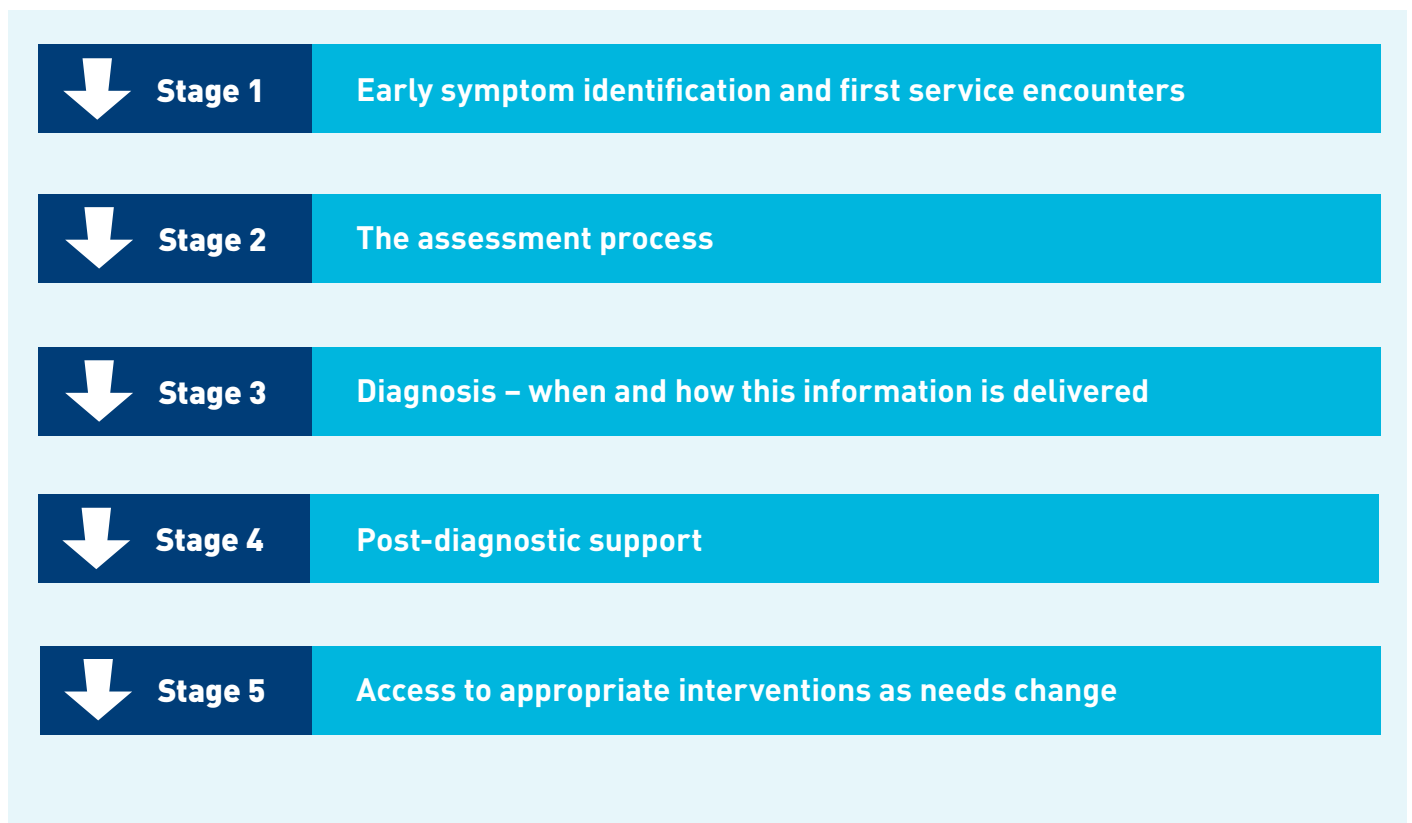 Stage 1 Early symptom identification and first service encounters
Stage 2 The assessment process
Stage 3 Diagnosis – when and how this information is delivered
Stage 4 Post-diagnostic support
Stage 5 Access to appropriate interventions as needs change